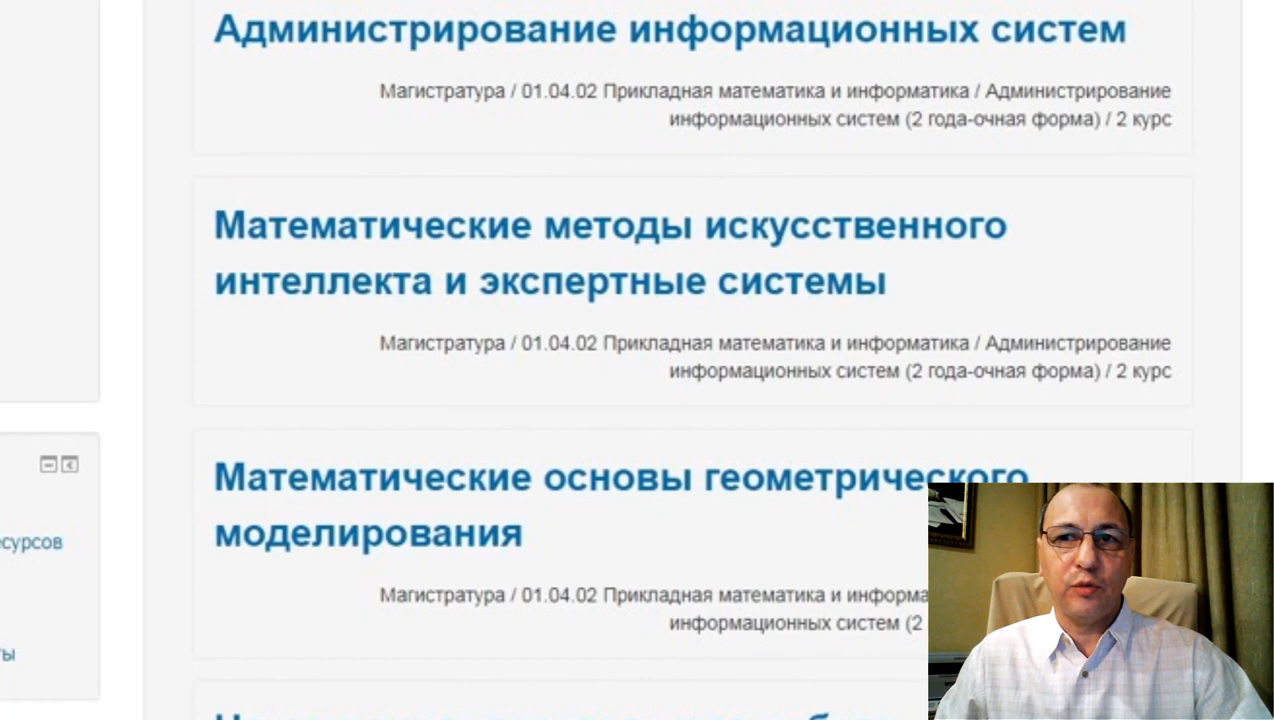 Администрирование информационных систем
Магистратура / 01.04.02 Прикладная математика и информатика / Администрирование
информационных систем (2 года-очная форма) / 2 курс
Математические методы искусственного
интеллекта и экспертные системы
Магистратура / 01.04.02 Прикладная математика и информатика / Администрирование
информационных систем (2 года-очная форма) / 2 курс
Математические основы геометрического
моделирования
Магистратура / 01.04.02 Прикладная математика и информа
информационных систем (2
есурсов
ты